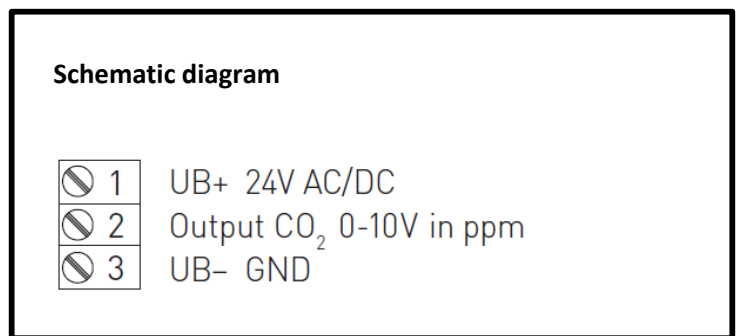 Schematic diagram
1 UB+ 24V AC/DC
2 Output CO₂ 0-10V in ppm
3 UB– GND